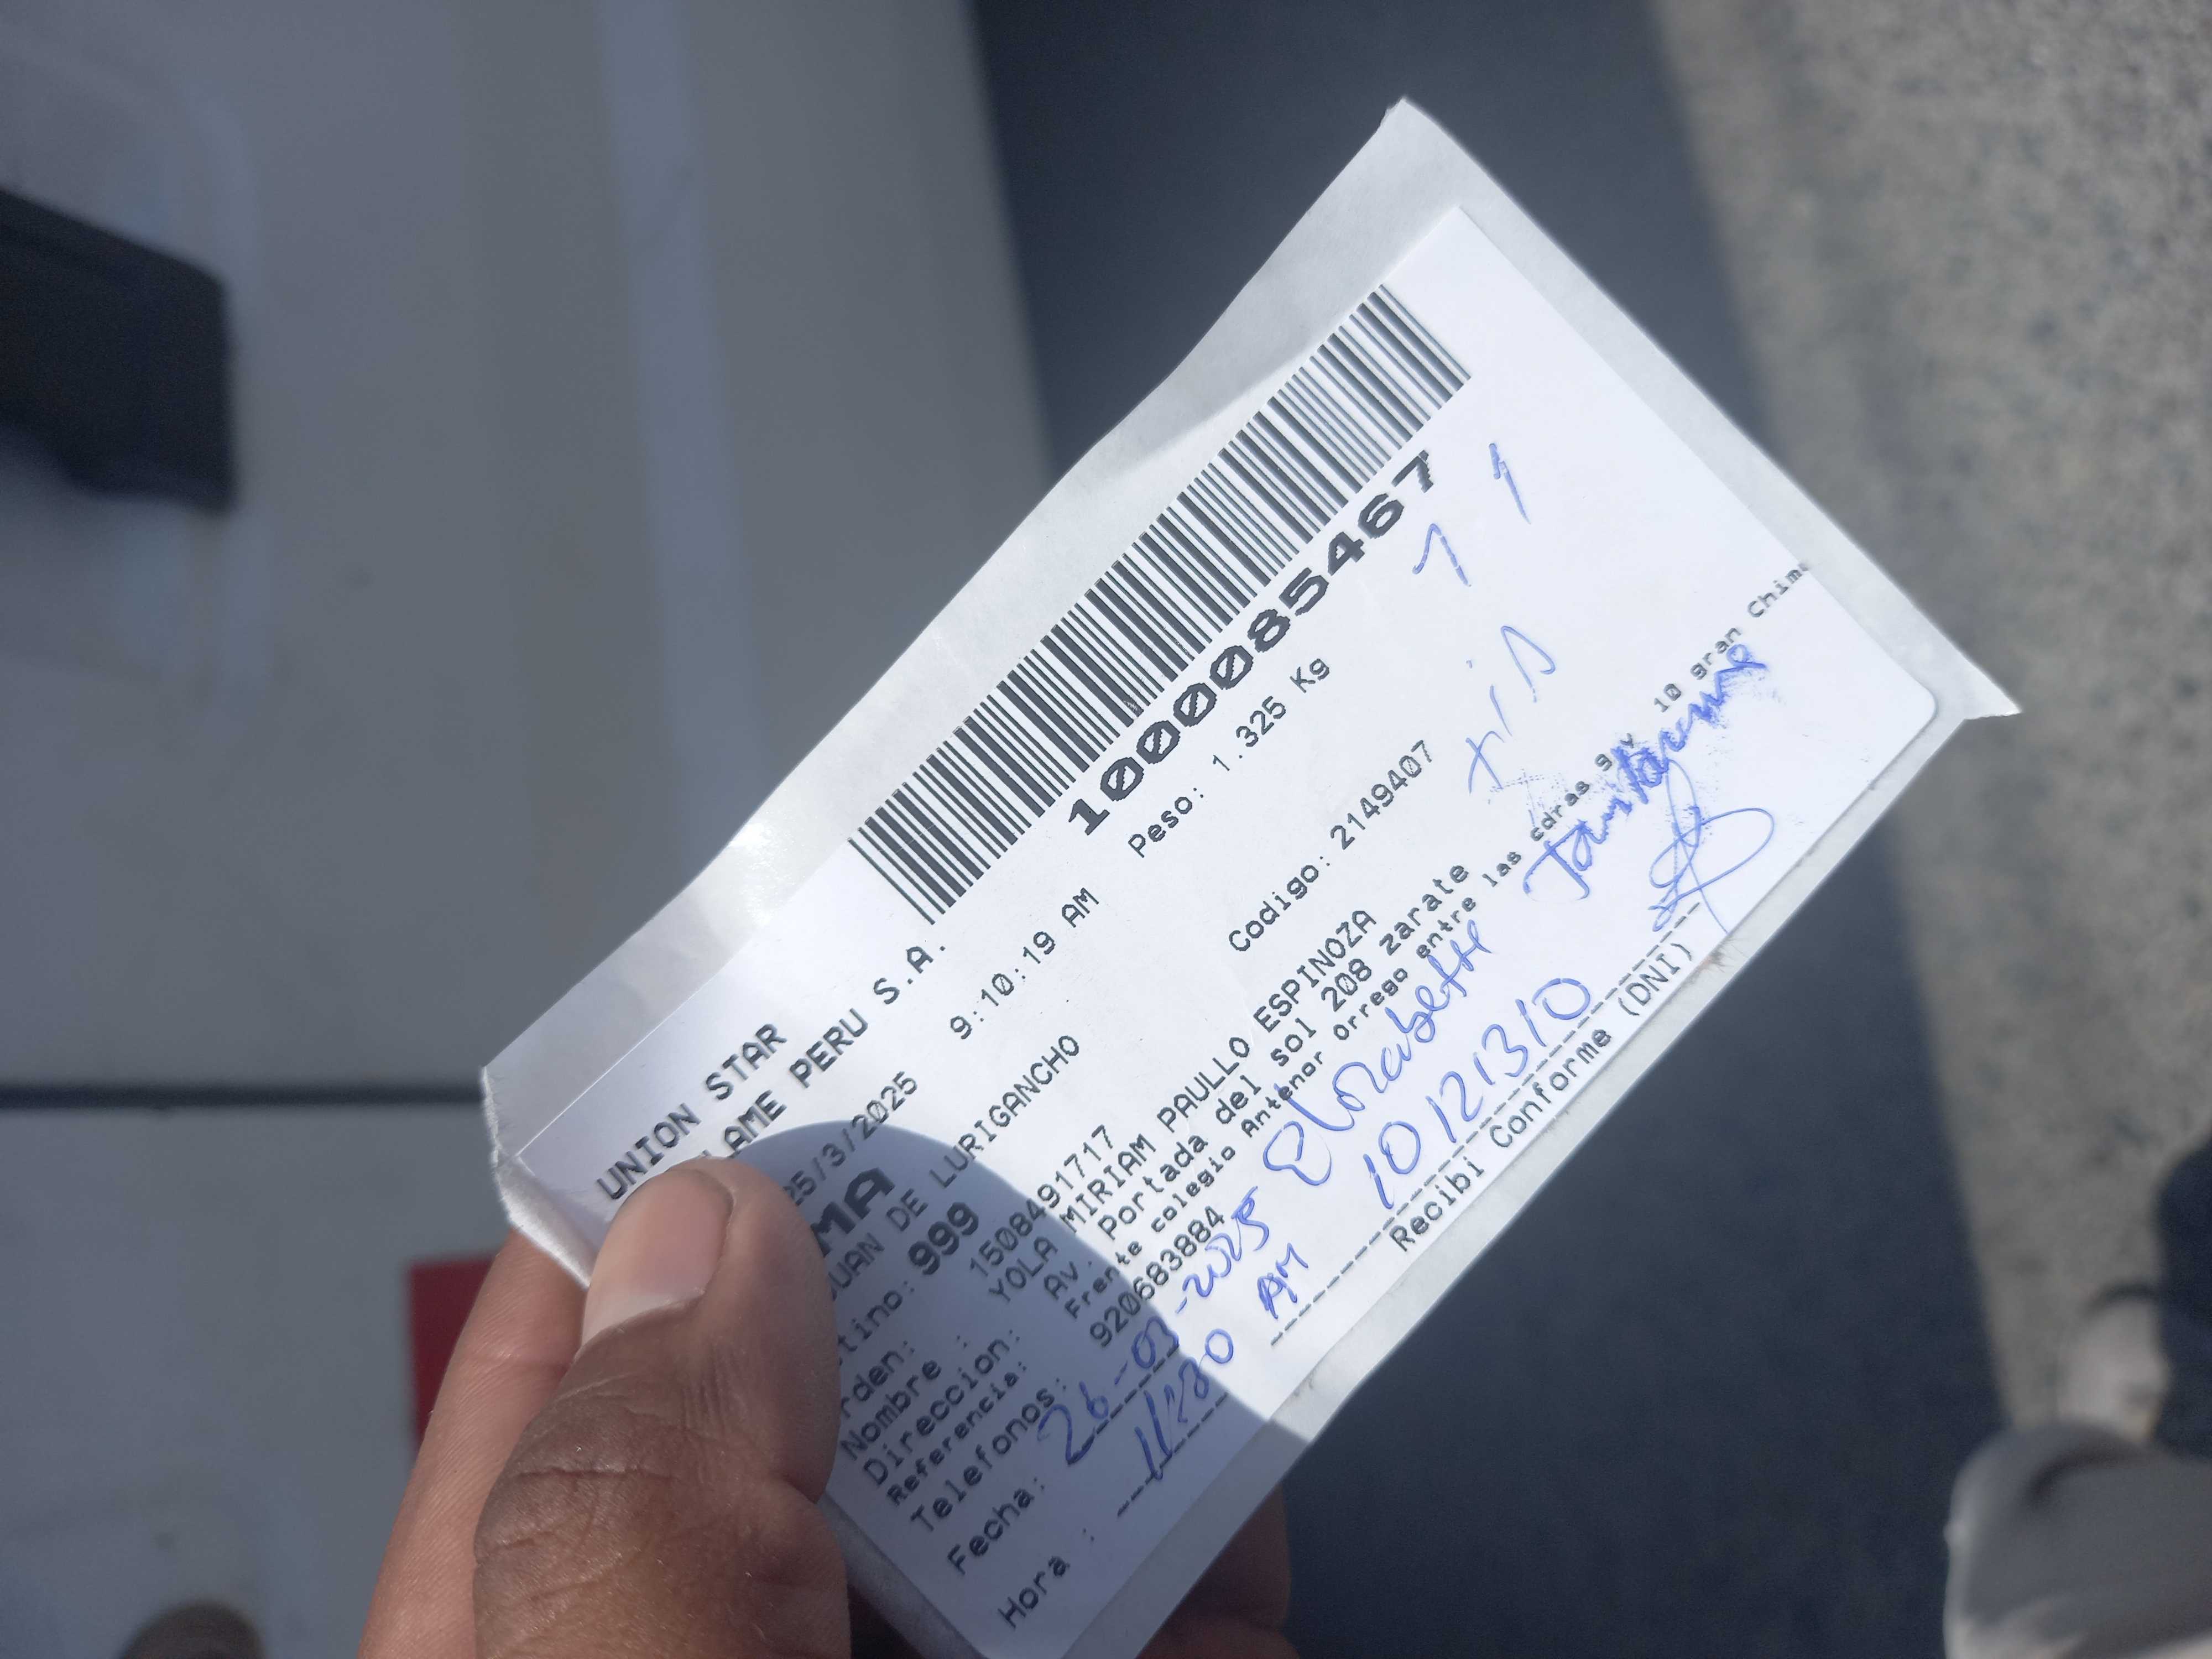 UNION STAR
LAME PERU S.A.
1000085467
25/3/2025 9:10:19 AM Peso: 1.325 Kg
MA
JUAN DE LURIGANCHO
tino: 999 Codigo: 2149407
rden: 1508491717
Nombre : YOLA MIRIAM PAULLO ESPINOZA
Direccion: Av. Portada del sol 208 zarate
Referencia: Frente colegio Antenor Orrego entre las cdras 9 y 10 gran Chimu
Telefonos: 920683884
Fecha: 26-03-2025 Elizabeth
Hora : 11:20 AM 10121310
Recibi Conforme (DNI)